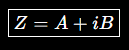 Z = A + iB